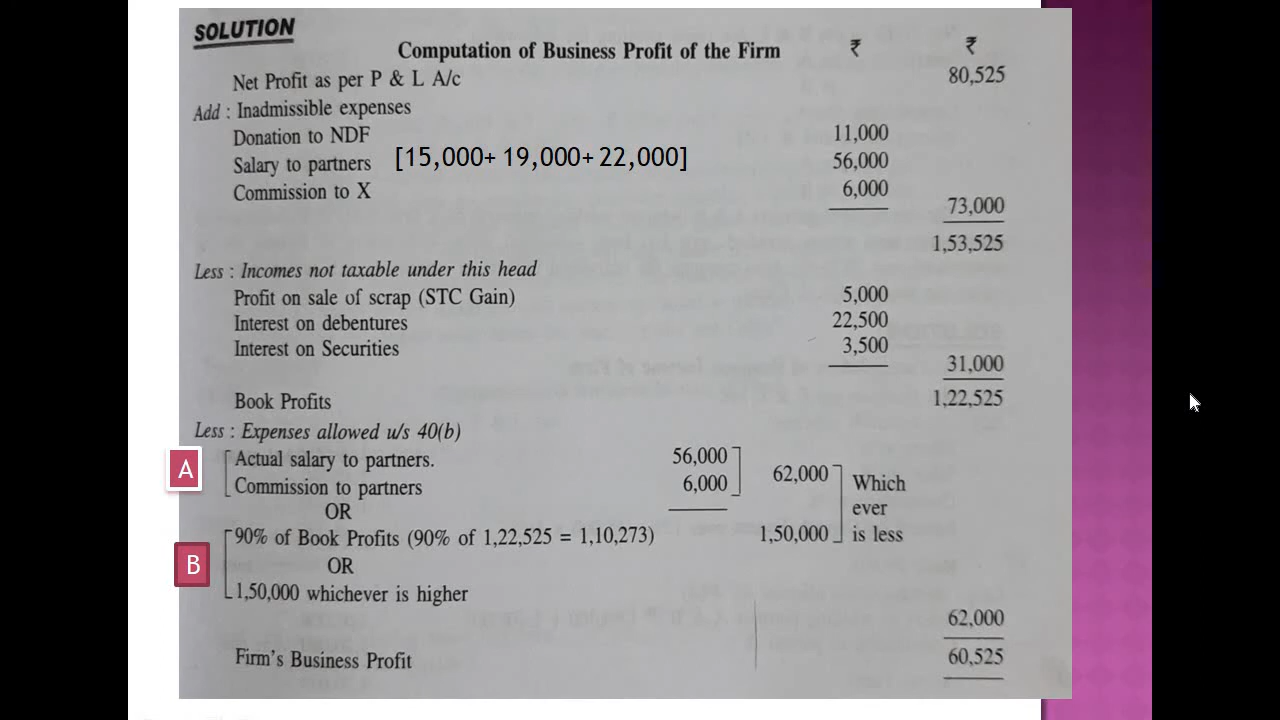 SOLUTION
Computation of Business Profit of the Firm ₹ ₹
Net Profit as per P & L A/c 80,525
Add : Inadmissible expenses
Donation to NDF 11,000
Salary to partners [15,000+ 19,000+ 22,000] 56,000
Commission to X 6,000
73,000
1,53,525
Less : Incomes not taxable under this head
Profit on sale of scrap (STC Gain) 5,000
Interest on debentures 22,500
Interest on Securities 3,500
31,000
Book Profits 1,22,525
Less : Expenses allowed u/s 40(b)
A Actual salary to partners. 56,000
Commission to partners 6,000 62,000 Which
OR ever
90% of Book Profits (90% of 1,22,525 = 1,10,273) 1,50,000 is less
B OR
1,50,000 whichever is higher
62,000
Firm's Business Profit 60,525